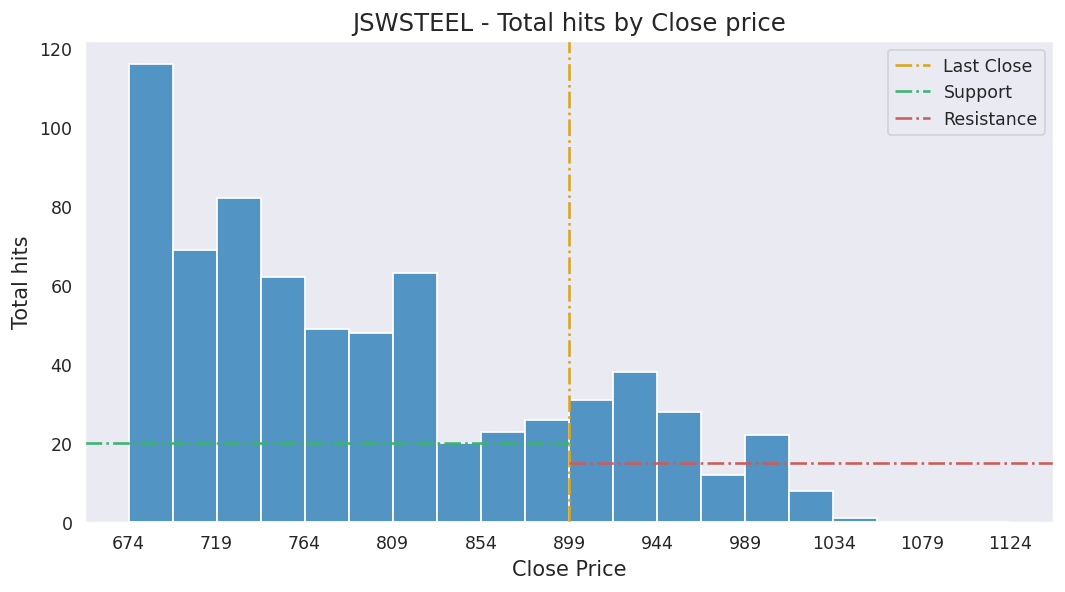 JSWSTEEL - Total hits by Close price
120
100
80
60
40
20
0
Total hits
Last Close
Support
Resistance
674 719 764 809 854 899 944 989 1034 1079 1124
Close Price